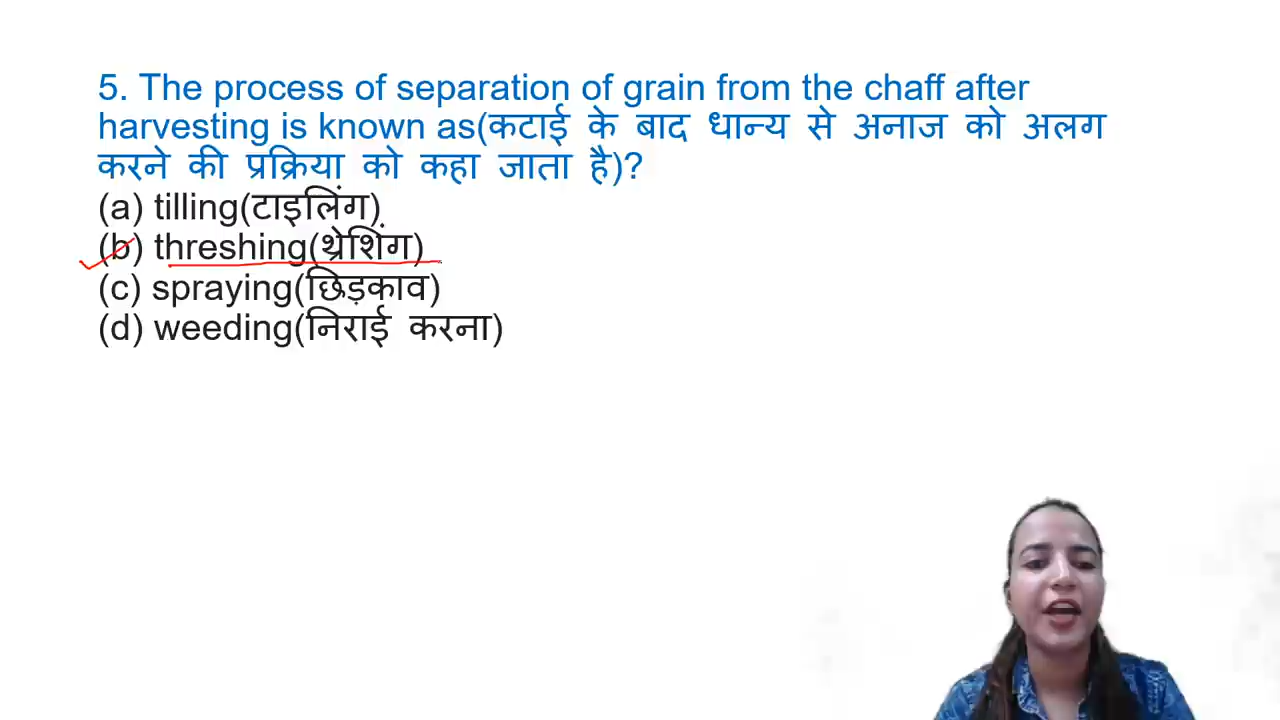 5. The process of separation of grain from the chaff after
harvesting is known as(कटाई के बाद धान्य से अनाज को अलग
करने की प्रक्रिया को कहा जाता है)?
(a) tilling(टाइलिंग)
(b) threshing(थ्रेशिंग)
(c) spraying(छिड़काव)
(d) weeding(निराई करना)